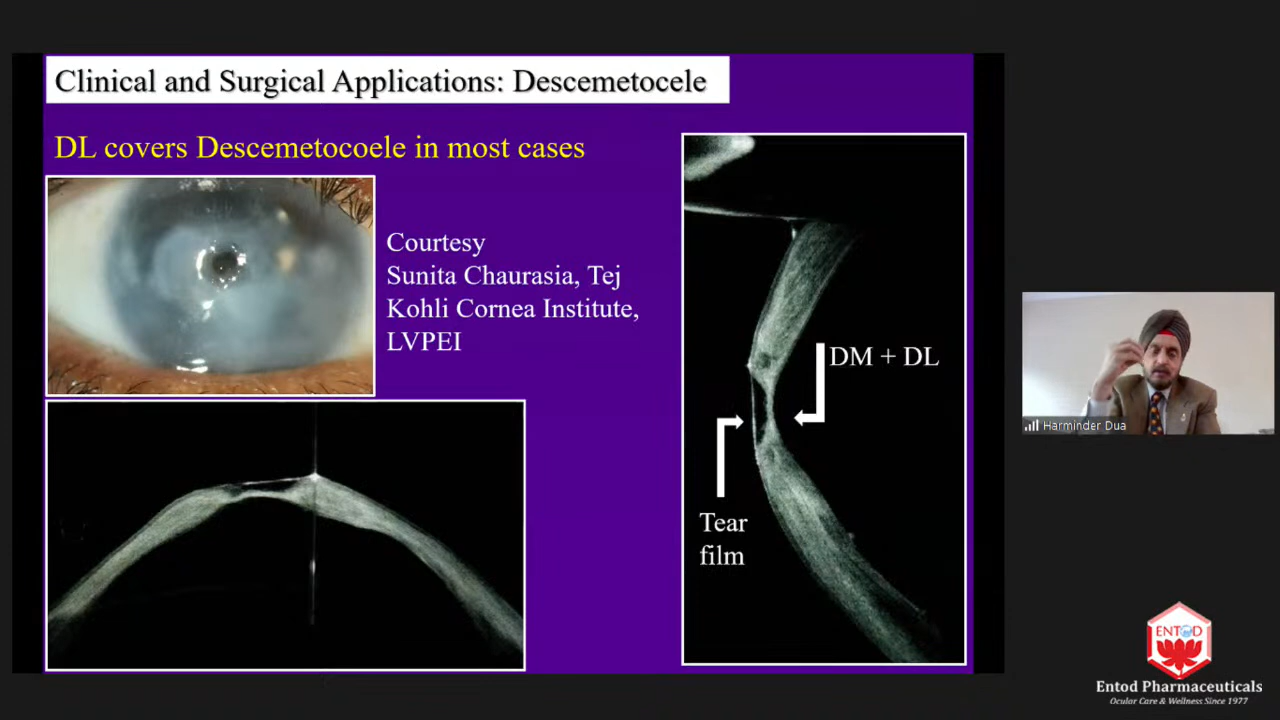 Clinical and Surgical Applications: Descemetocele
DL covers Descemetocoele in most cases
Courtesy
Sunita Chaurasia, Tej
Kohli Cornea Institute,
LVPEI
DM + DL
Tear
film
Harminder Dua
ENTOD
Entod Pharmaceuticals
Ocular Care & Wellness Since 1977